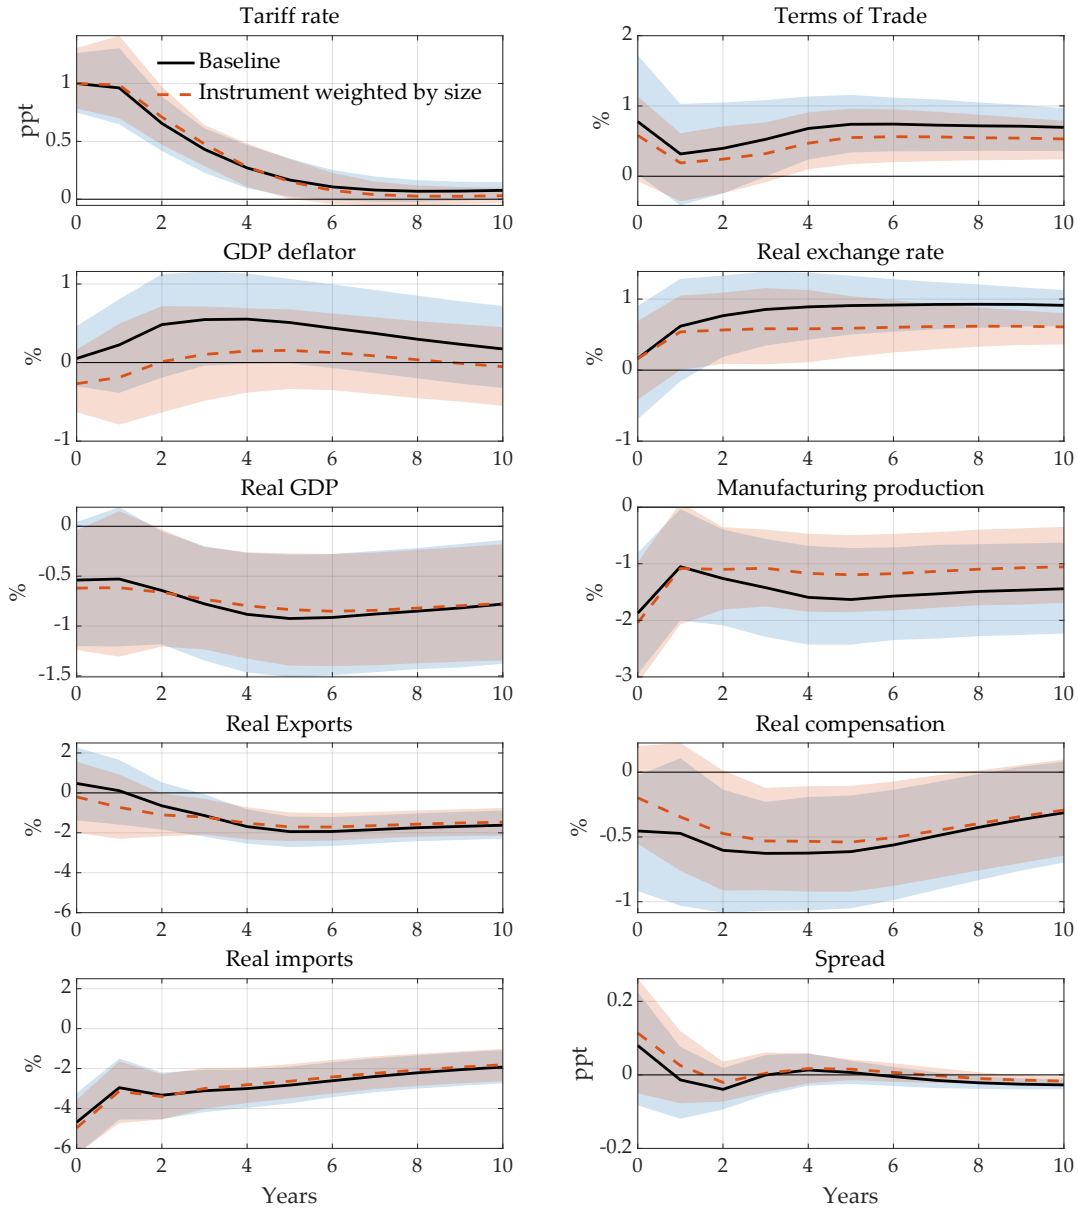 Tariff rate
ppt
1
0.5
0
Baseline
Instrument weighted by size
0 2 4 6 8 10
Terms of Trade
%
2
1
0
0 2 4 6 8 10
GDP deflator
%
1
0
-1
0 2 4 6 8 10
Real exchange rate
%
1
0
-1
0 2 4 6 8 10
Real GDP
%
0
-0.5
-1
-1.5
0 2 4 6 8 10
Manufacturing production
%
0
-1
-2
-3
0 2 4 6 8 10
Real Exports
%
2
0
-2
-4
-6
0 2 4 6 8 10
Real compensation
%
0
-0.5
-1
0 2 4 6 8 10
Real imports
%
2
0
-2
-4
-6
0 2 4 6 8 10
Years
Spread
ppt
0.2
0
-0.2
0 2 4 6 8 10
Years